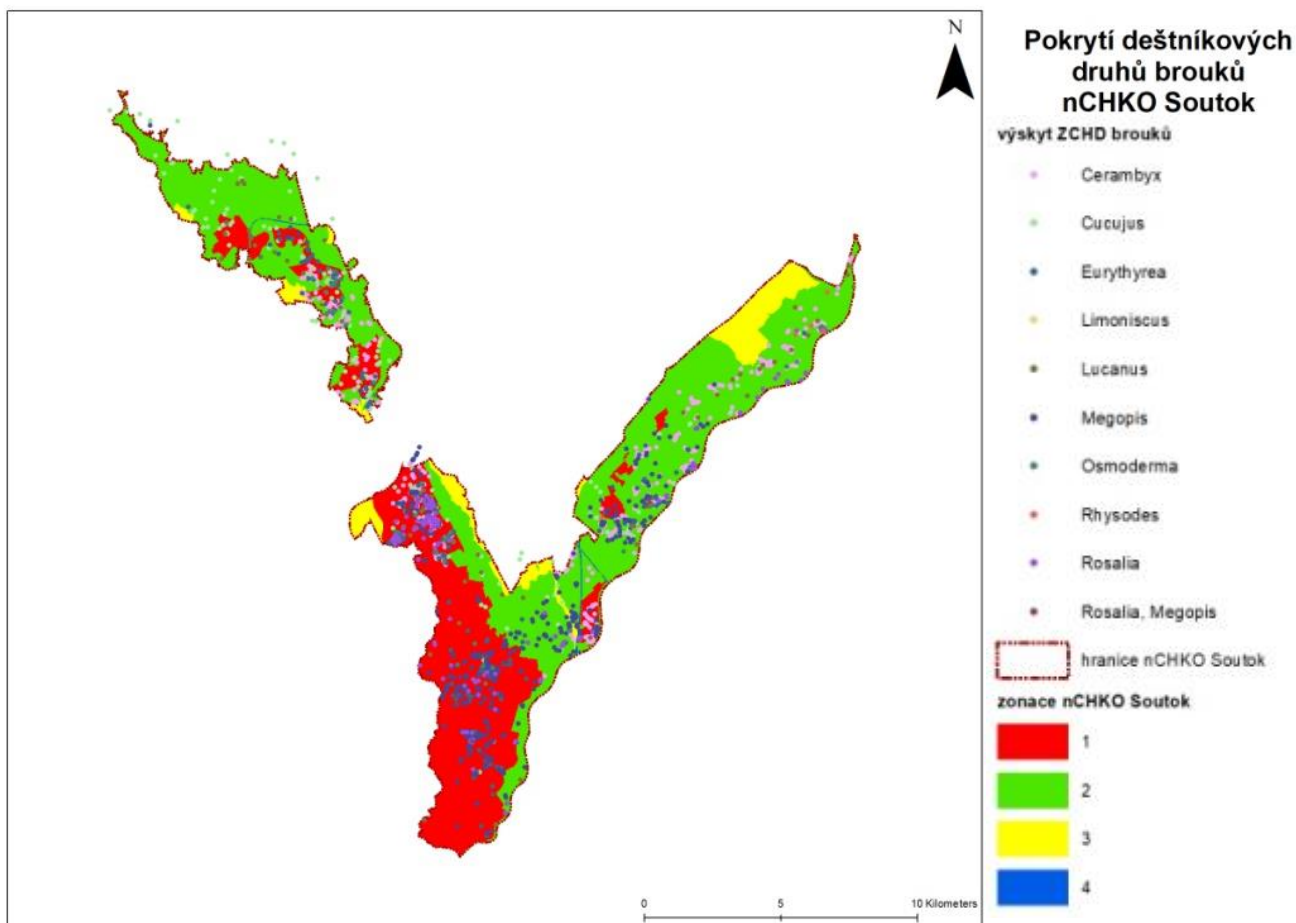 N
Pokrytí deštníkových
druhů brouků
nCHKO Soutok
výskyt ZCHD brouků
Cerambyx
Cucujus
Eurythyrea
Limoniscus
Lucanus
Megopis
Osmoderma
Rhysodes
Rosalia
Rosalia, Megopis
hranice nCHKO Soutok
zonace nCHKO Soutok
1
2
3
4
0 5 10 Kilometers